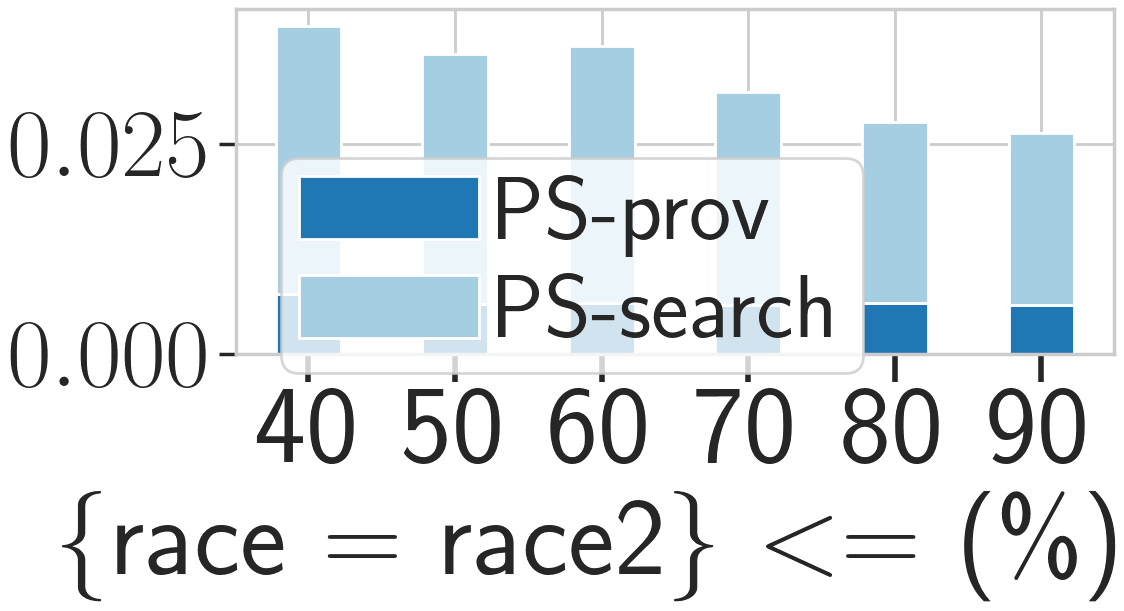 0.025
0.000
PS-prov
PS-search
40 50 60 70 80 90
{race = race2} <= (%)